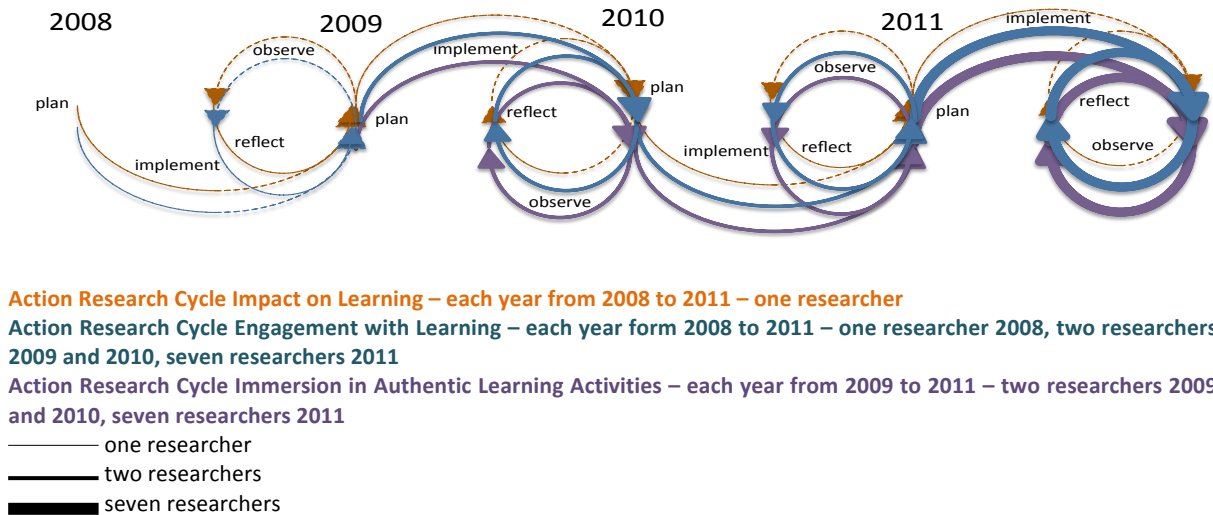 2008
2009
2010
2011
plan
implement
observe
reflect
plan
implement
reflect
observe
plan
implement
observe
reflect
plan
implement
reflect
observe
Action Research Cycle Impact on Learning – each year from 2008 to 2011 – one researcher
Action Research Cycle Engagement with Learning – each year form 2008 to 2011 – one researcher 2008, two researchers
2009 and 2010, seven researchers 2011
Action Research Cycle Immersion in Authentic Learning Activities – each year from 2009 to 2011 – two researchers 2009
and 2010, seven researchers 2011
one researcher
two researchers
seven researchers